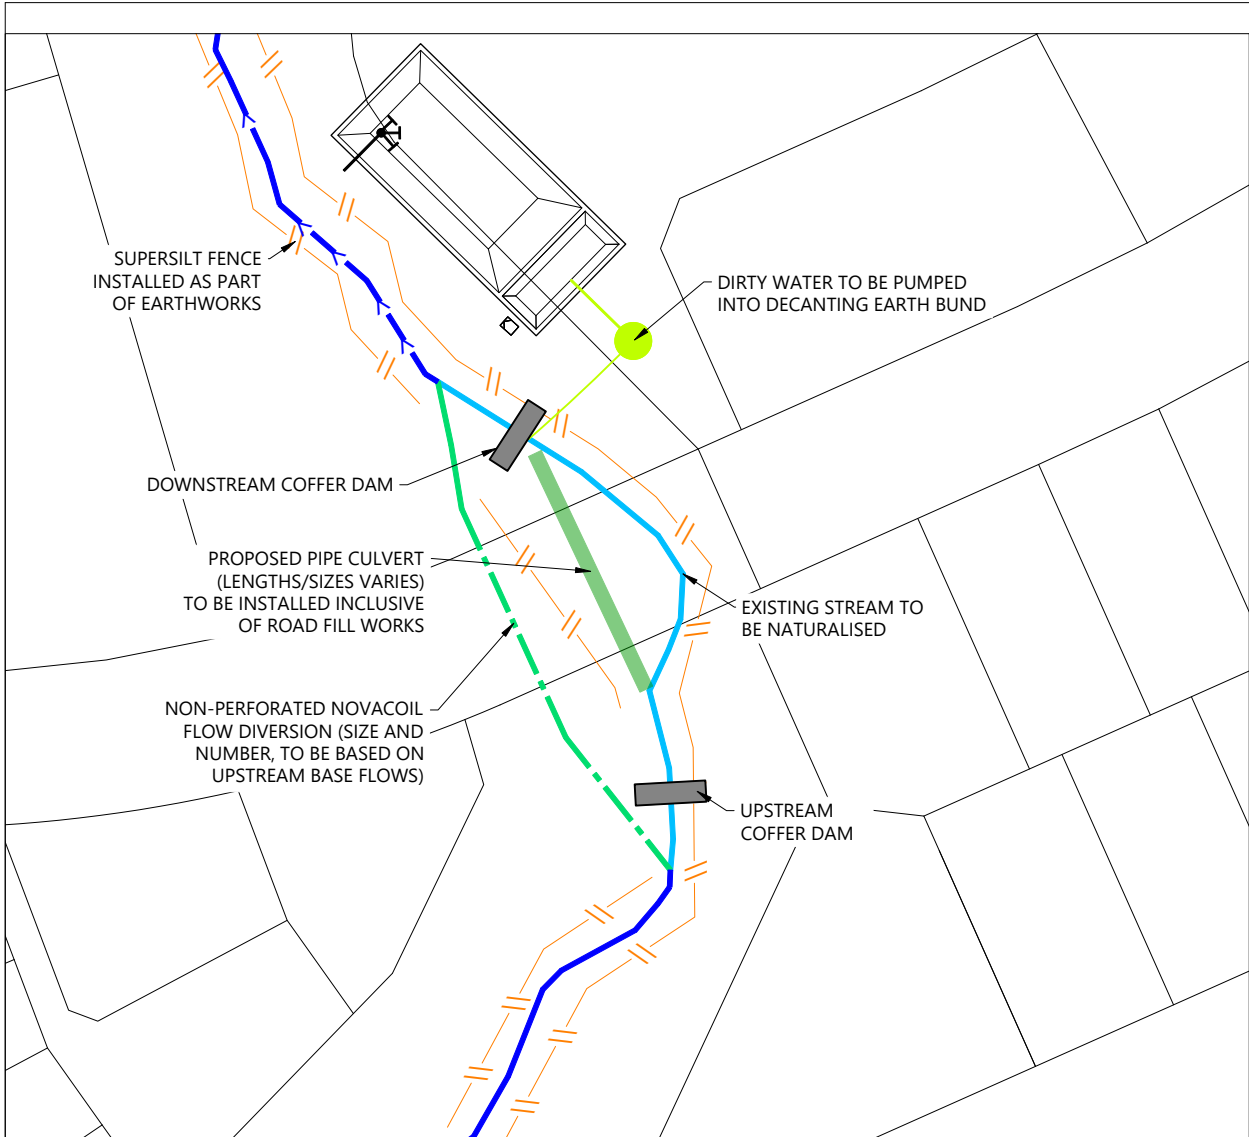 SUPERSILT FENCE
INSTALLED AS PART
OF EARTHWORKS
DIRTY WATER TO BE PUMPED
INTO DECANTING EARTH BUND
DOWNSTREAM COFFER DAM
PROPOSED PIPE CULVERT
(LENGTHS/SIZES VARIES)
TO BE INSTALLED INCLUSIVE
OF ROAD FILL WORKS
EXISTING STREAM TO
BE NATURALISED
NON-PERFORATED NOVACOIL
FLOW DIVERSION (SIZE AND
NUMBER, TO BE BASED ON
UPSTREAM BASE FLOWS)
UPSTREAM
COFFER DAM